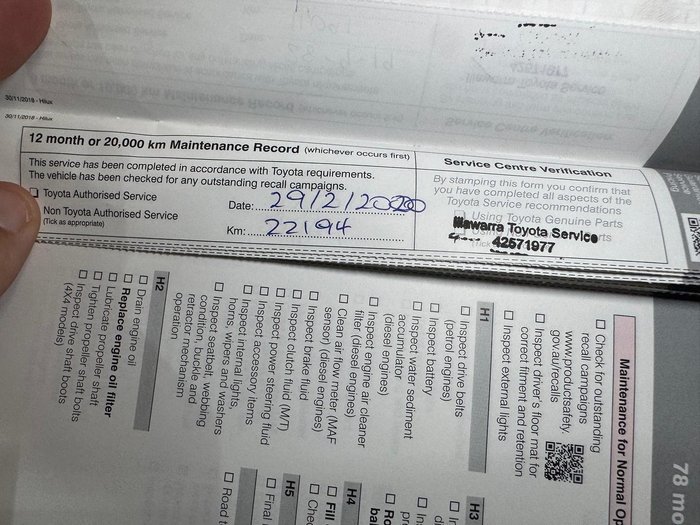 30/11/2018 - Hilux
30/11/2018 - Hilux
12 month or 20,000 km Maintenance Record (whichever occurs first)
This service has been completed in accordance with Toyota requirements.
The vehicle has been checked for any outstanding recall campaigns.
Toyota Authorised Service
Non Toyota Authorised Service
(Tick as appropriate)
Date: 29/2/2020
Km: 22194
Service Centre Verification
By stamping this form you confirm that
you have completed all aspects of the
Toyota Service recommendations
Using Toyota Genuine Parts
Illawarra Toyota Service
42571977
78 mo
Maintenance for Normal Op
Check for outstanding
recall campaigns
www.productsafety.
gov.au/recalls
Inspect driver's floor mat for
correct fitment and retention
Inspect external lights
H1
Inspect drive belts
(petrol engines)
Inspect battery
Inspect water sediment
accumulator
(diesel engines)
Inspect engine air cleaner
filter (diesel engines)
Clean air flow meter (MAF
sensor) (diesel engines)
Inspect brake fluid
Inspect clutch fluid (M/T)
Inspect power steering fluid
Inspect accessory items
Inspect internal lights,
horns, wipers and washers
Inspect seatbelt, webbing
condition, buckle and
retractor mechanism
operation
H2
Drain engine oil
Replace engine oil filter
Lubricate propeller shaft
Tighten propeller shaft bolts
Inspect drive shaft boots
(4X4 models)
H3
H4
Fill
H5
Final
Road